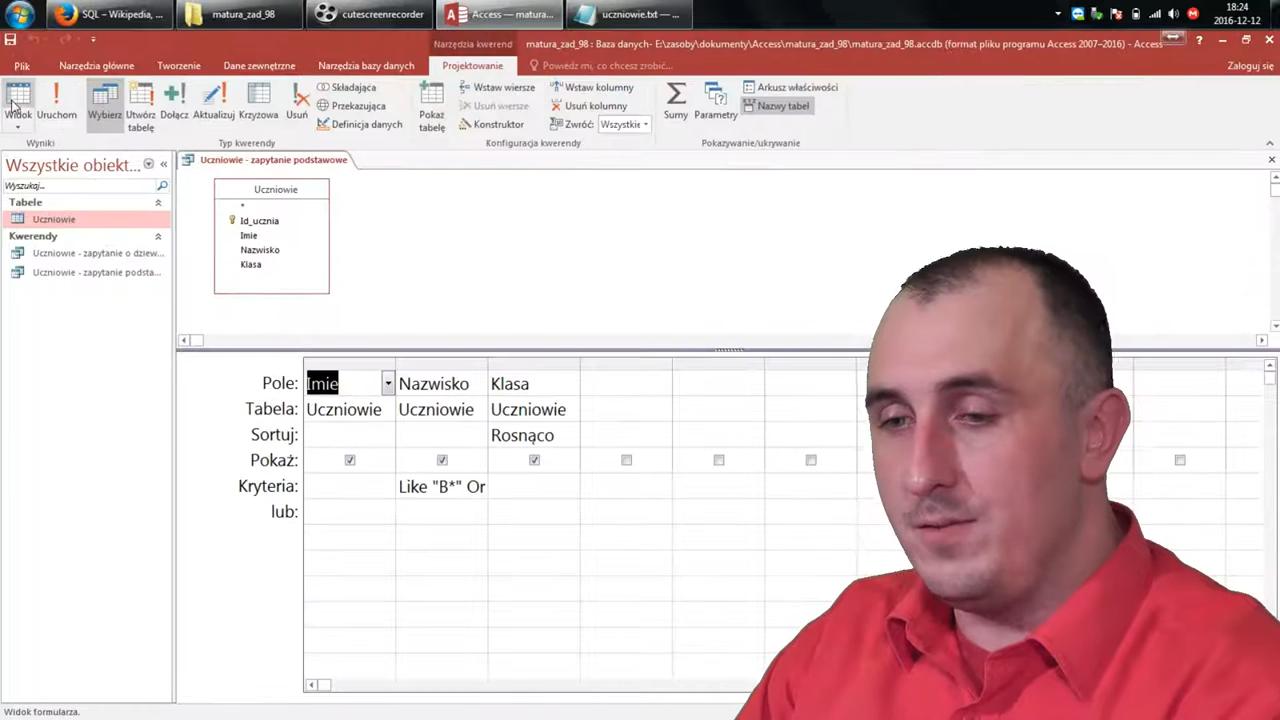 SQL – Wikipedia, ...
matura_zad_98
cutescreenrecorder
Access — matura...
uczniowie.txt — ...
18:24
2016-12-12
Narzędzia kwerend
matura_zad_98 : Baza danych- E:\zasoby\dokumenty\Access\matura_zad_98\matura_zad_98.accdb (format pliku programu Access 2007–2016) - Access
Plik
Narzędzia główne
Tworzenie
Dane zewnętrzne
Narzędzia bazy danych
Projektowanie
Powiedz mi, co chcesz zrobić...
Zaloguj się
Widok
Uruchom
Wybierz
Utwórz tabelę
Dołącz
Aktualizuj
Krzyżowa
Usuń
Składająca
Przekazująca
Definicja danych
Pokaż tabelę
Wstaw wiersze
Usuń wiersze
Konstruktor
Wstaw kolumny
Usuń kolumny
Zwróć: Wszystkie
Sumy
Parametry
Arkusz właściwości
Nazwy tabel
Wyniki
Typ kwerendy
Konfiguracja kwerendy
Pokazywanie/ukrywanie
Wszystkie obiekt...
Wyszukaj...
Tabele
Uczniowie
Kwerendy
Uczniowie - zapytanie o dziew...
Uczniowie - zapytanie podsta...
Uczniowie - zapytanie podstawowe
Uczniowie
*
Id_ucznia
Imie
Nazwisko
Klasa
Pole: Imie Nazwisko Klasa
Tabela: Uczniowie Uczniowie Uczniowie
Sortuj: Rosnąco
Pokaż:
Kryteria: Like "B*" Or
lub:
Widok formularza.